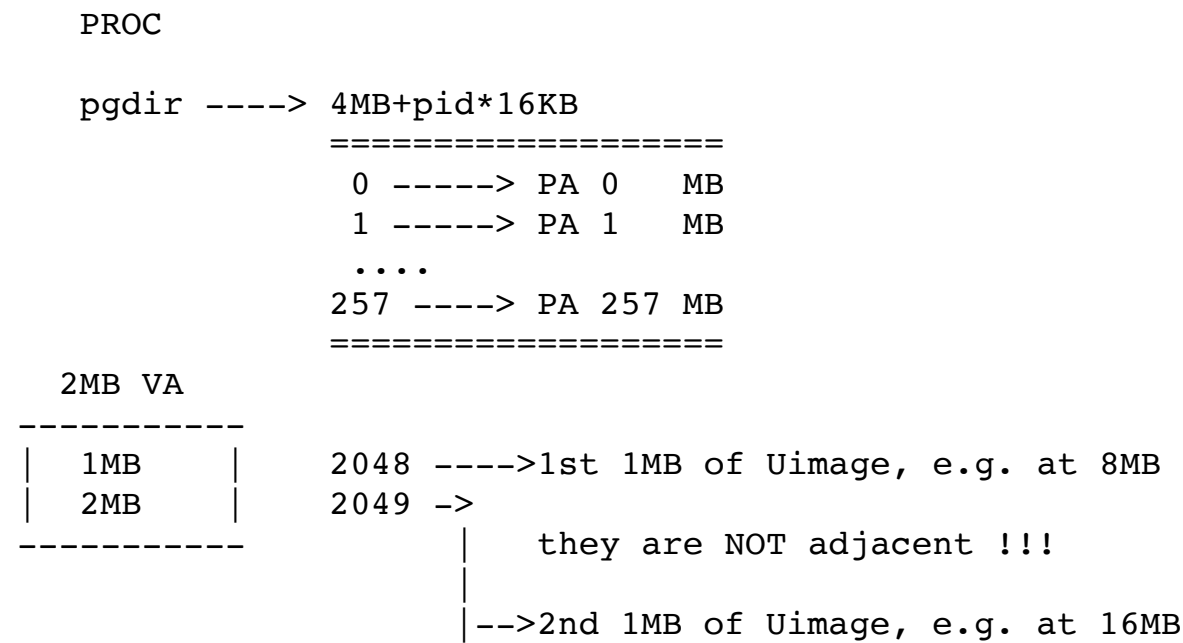 PROC
pgdir ----> 4MB+pid*16KB
===================
0 -----> PA 0   MB
1 -----> PA 1   MB
....
257 ----> PA 257 MB
===================
2MB VA
-----------
|   1MB     |     2048 ---->1st 1MB of Uimage, e.g. at 8MB
|   2MB     |     2049 ->
-----------            |   they are NOT adjacent !!!
|
|-->2nd 1MB of Uimage, e.g. at 16MB